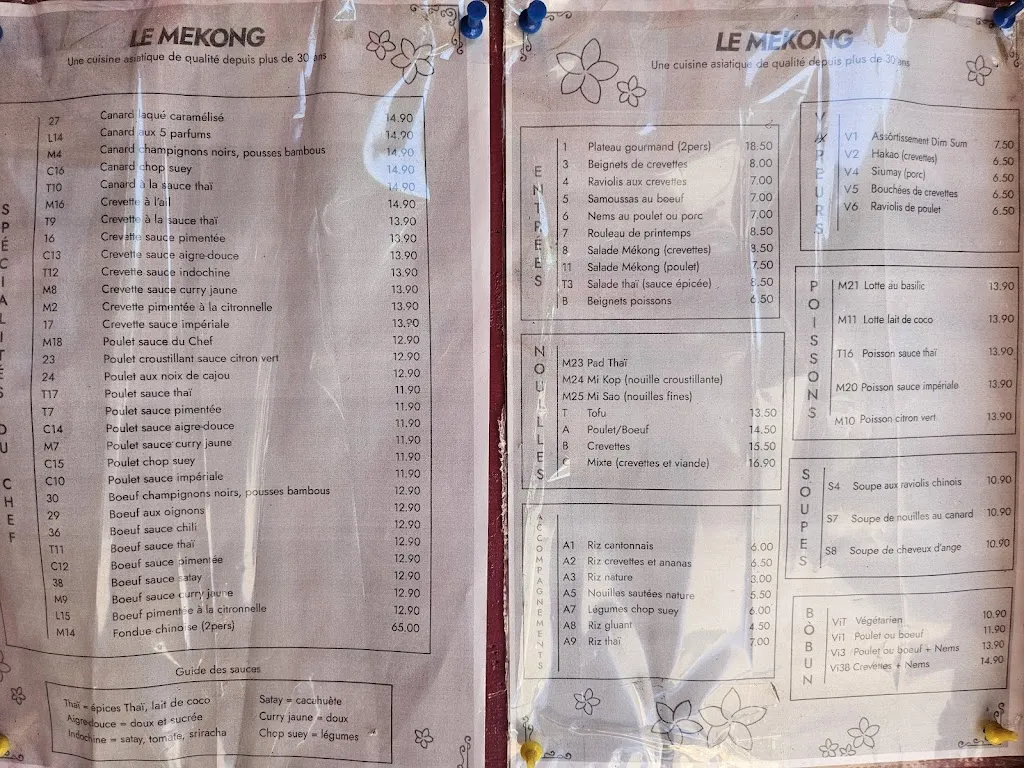 LE MEKONG
Une cuisine asiatique de qualité depuis plus de 30 ans
SPÉCIALITÉS DU CHEF
27 Canard laqué caramélisé 14.90
L14 Canard aux 5 parfums 14.90
M4 Canard champignons noirs, pousses bambous 14.90
C16 Canard chop suey 14.90
T10 Canard à la sauce thaï 14.90
M16 Crevette à l'ail 14.90
T9 Crevette à la sauce thaï 13.90
16 Crevette sauce pimentée 13.90
C13 Crevette sauce aigre-douce 13.90
T12 Crevette sauce indochine 13.90
M8 Crevette sauce curry jaune 13.90
M2 Crevette pimentée à la citronnelle 13.90
17 Crevette sauce impériale 13.90
M18 Poulet sauce du Chef 12.90
23 Poulet croustillant sauce citron vert 12.90
24 Poulet aux noix de cajou 12.90
T17 Poulet sauce thaï 11.90
T7 Poulet sauce pimentée 11.90
C14 Poulet sauce aigre-douce 11.90
M7 Poulet sauce curry jaune 11.90
C15 Poulet chop suey 11.90
C10 Poulet sauce impériale 11.90
30 Boeuf champignons noirs, pousses bambous 12.90
29 Boeuf aux oignons 12.90
36 Boeuf sauce chili 12.90
T11 Boeuf sauce thaï 12.90
C12 Boeuf sauce pimentée 12.90
38 Boeuf sauce satay 12.90
M9 Boeuf sauce curry jaune 12.90
L15 Boeuf pimentée à la citronnelle 12.90
M14 Fondue chinoise (2pers) 65.00
Guide des sauces
Thaï = épices Thaï, lait de coco
Aigre-douce = doux et sucrée
Indochine = satay, tomate, sriracha
Satay = cacahuète
Curry jaune = doux
Chop suey = légumes
LE MEKONG
Une cuisine asiatique de qualité depuis plus de 30 ans
ENTRÉES
1 Plateau gourmand (2pers) 18.50
3 Beignets de crevettes 8.00
4 Raviolis aux crevettes 7.00
5 Samoussas au boeuf 7.00
6 Nems au poulet ou porc 7.00
7 Rouleau de printemps 8.50
8 Salade Mékong (crevettes) 8.50
11 Salade Mékong (poulet) 7.50
T3 Salade thaï (sauce épicée) 8.50
B Beignets poissons 6.50
NOUILLES
M23 Pad Thaï
M24 Mi Kop (nouille croustillante)
M25 Mi Sao (nouilles fines)
T Tofu 13.50
A Poulet/Boeuf 14.50
B Crevettes 15.50
C Mixte (crevettes et viande) 16.90
ACCOMPAGNEMENTS
A1 Riz cantonnais 6.00
A2 Riz crevettes et ananas 6.50
A3 Riz nature 3.00
A5 Nouilles sautées nature 5.50
A7 Légumes chop suey 6.00
A8 Riz gluant 4.50
A9 Riz thaï 7.00
VAPEURS
V1 Assortissement Dim Sum 7.50
V2 Hakao (crevettes) 6.50
V4 Siumay (porc) 6.50
V5 Bouchées de crevettes 6.50
V6 Raviolis de poulet 6.50
POISSONS
M21 Lotte au basilic 13.90
M11 Lotte lait de coco 13.90
T16 Poisson sauce thaï 13.90
M20 Poisson sauce impériale 13.90
M10 Poisson citron vert 13.90
SOUPES
S4 Soupe aux raviolis chinois 10.90
S7 Soupe de nouilles au canard 10.90
S8 Soupe de cheveux d'ange 10.90
BÒBUN
ViT Végétarien 10.90
Vi1 Poulet ou boeuf 11.90
Vi3 Poulet ou boeuf + Nems 13.90
Vi38 Crevettes + Nems 14.90